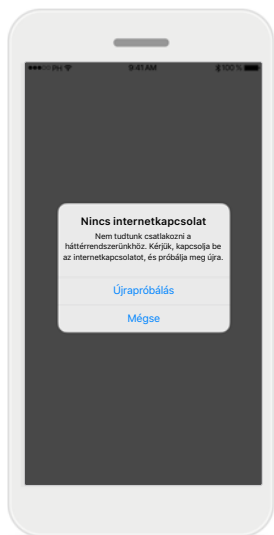 PH 9:41 AM 100 %
Nincs internetkapcsolat
Nem tudtunk csatlakozni a
háttérrendszerünkhöz. Kérjük, kapcsolja be
az internetkapcsolatot, és próbálja meg újra.
Újrapróbálás
Mégse